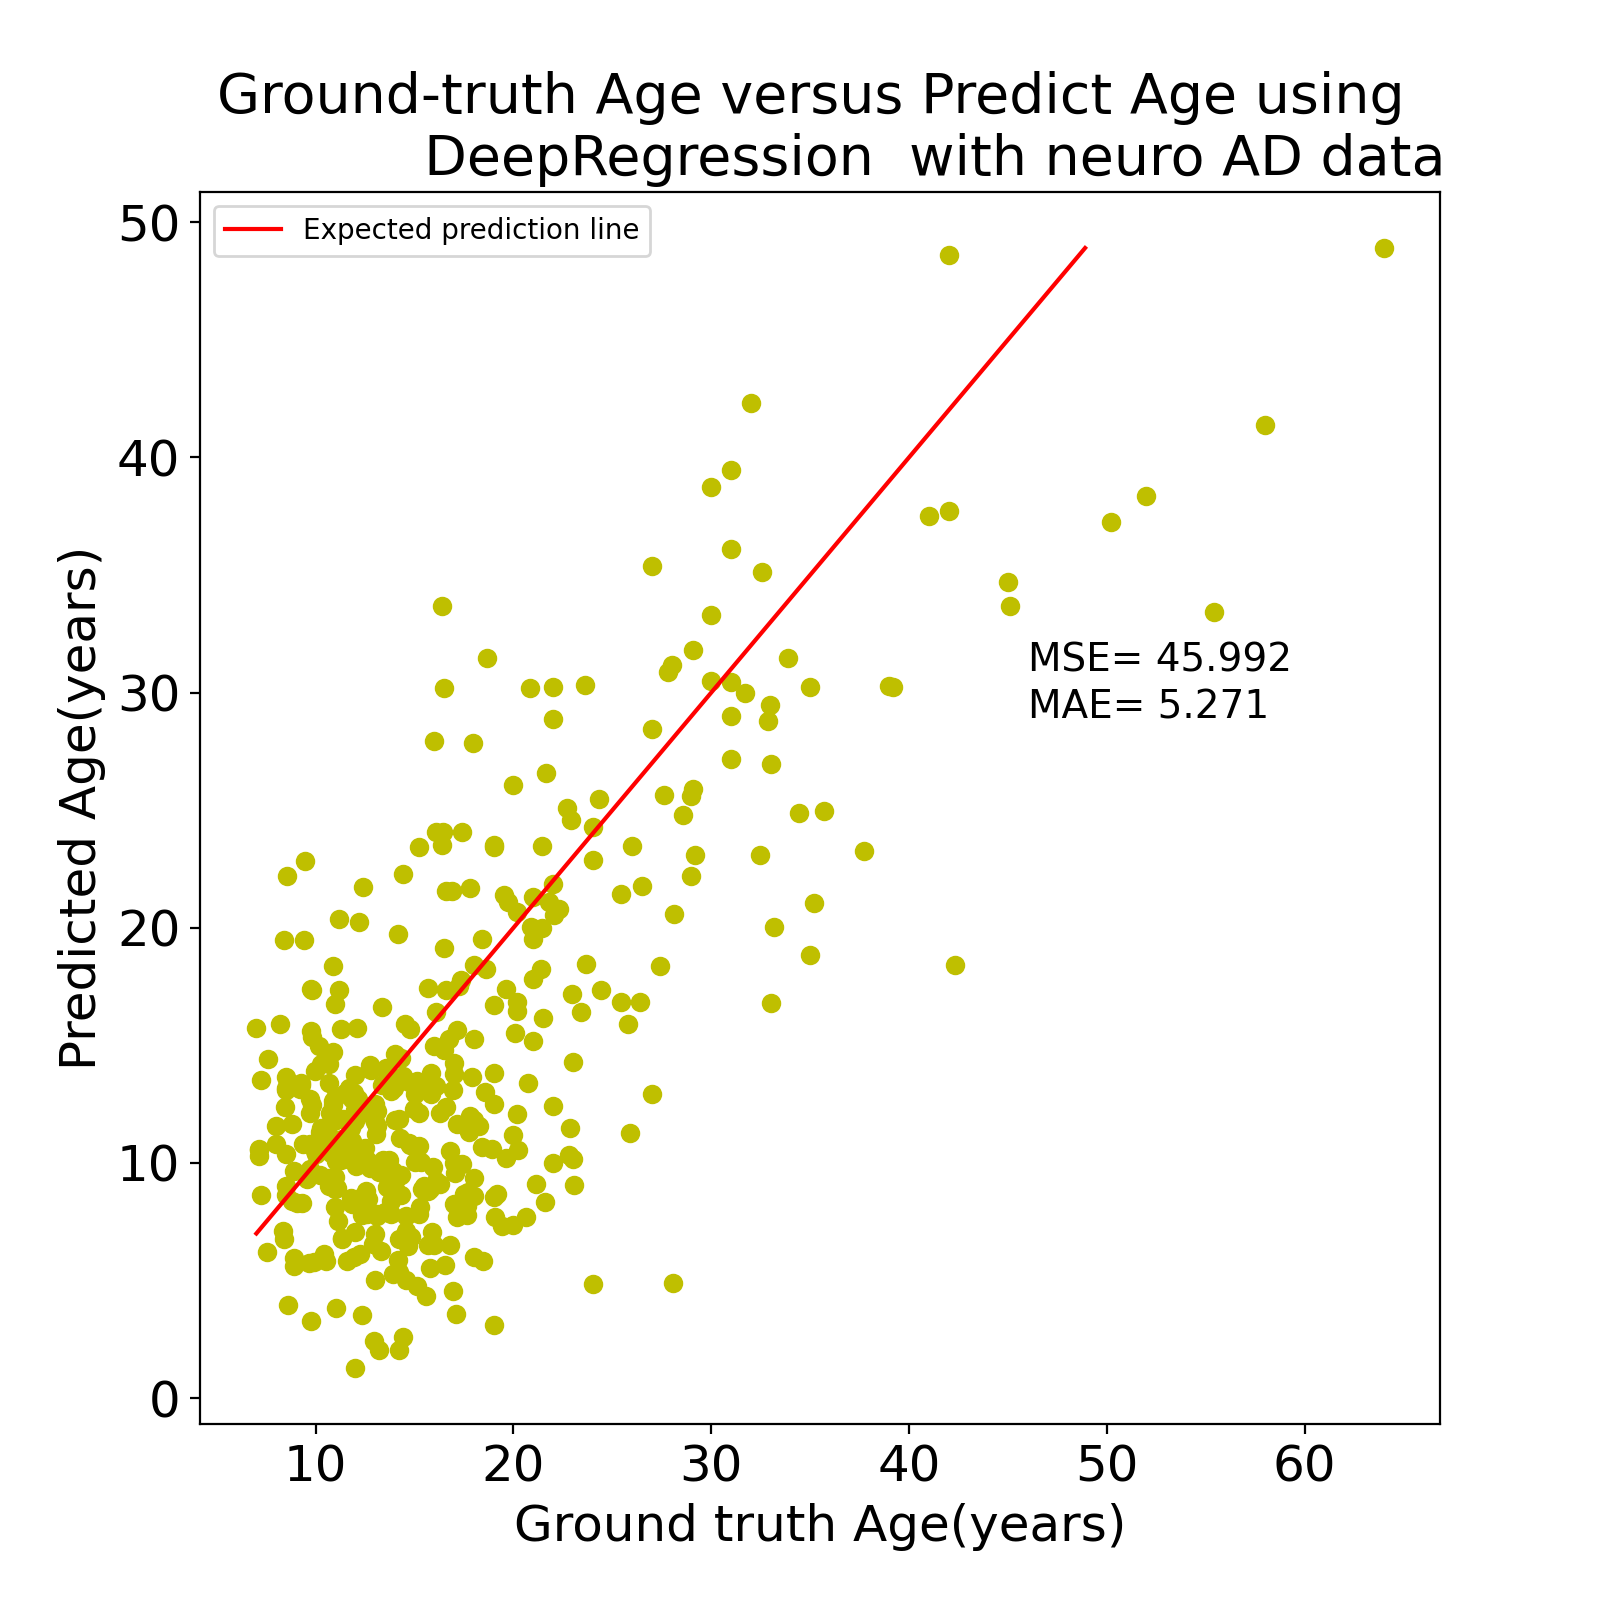 Ground-truth Age versus Predict Age using
DeepRegression  with neuro AD data
Expected prediction line
50
40
30
20
10
0
Predicted Age(years)
MSE= 45.992
MAE= 5.271
10 20 30 40 50 60
Ground truth Age(years)